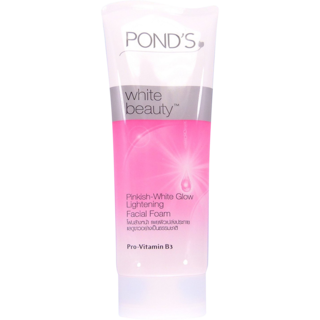 POND'S
white
beauty™
Pinkish-White Glow
Lightening
Facial Foam
Pro-Vitamin B3